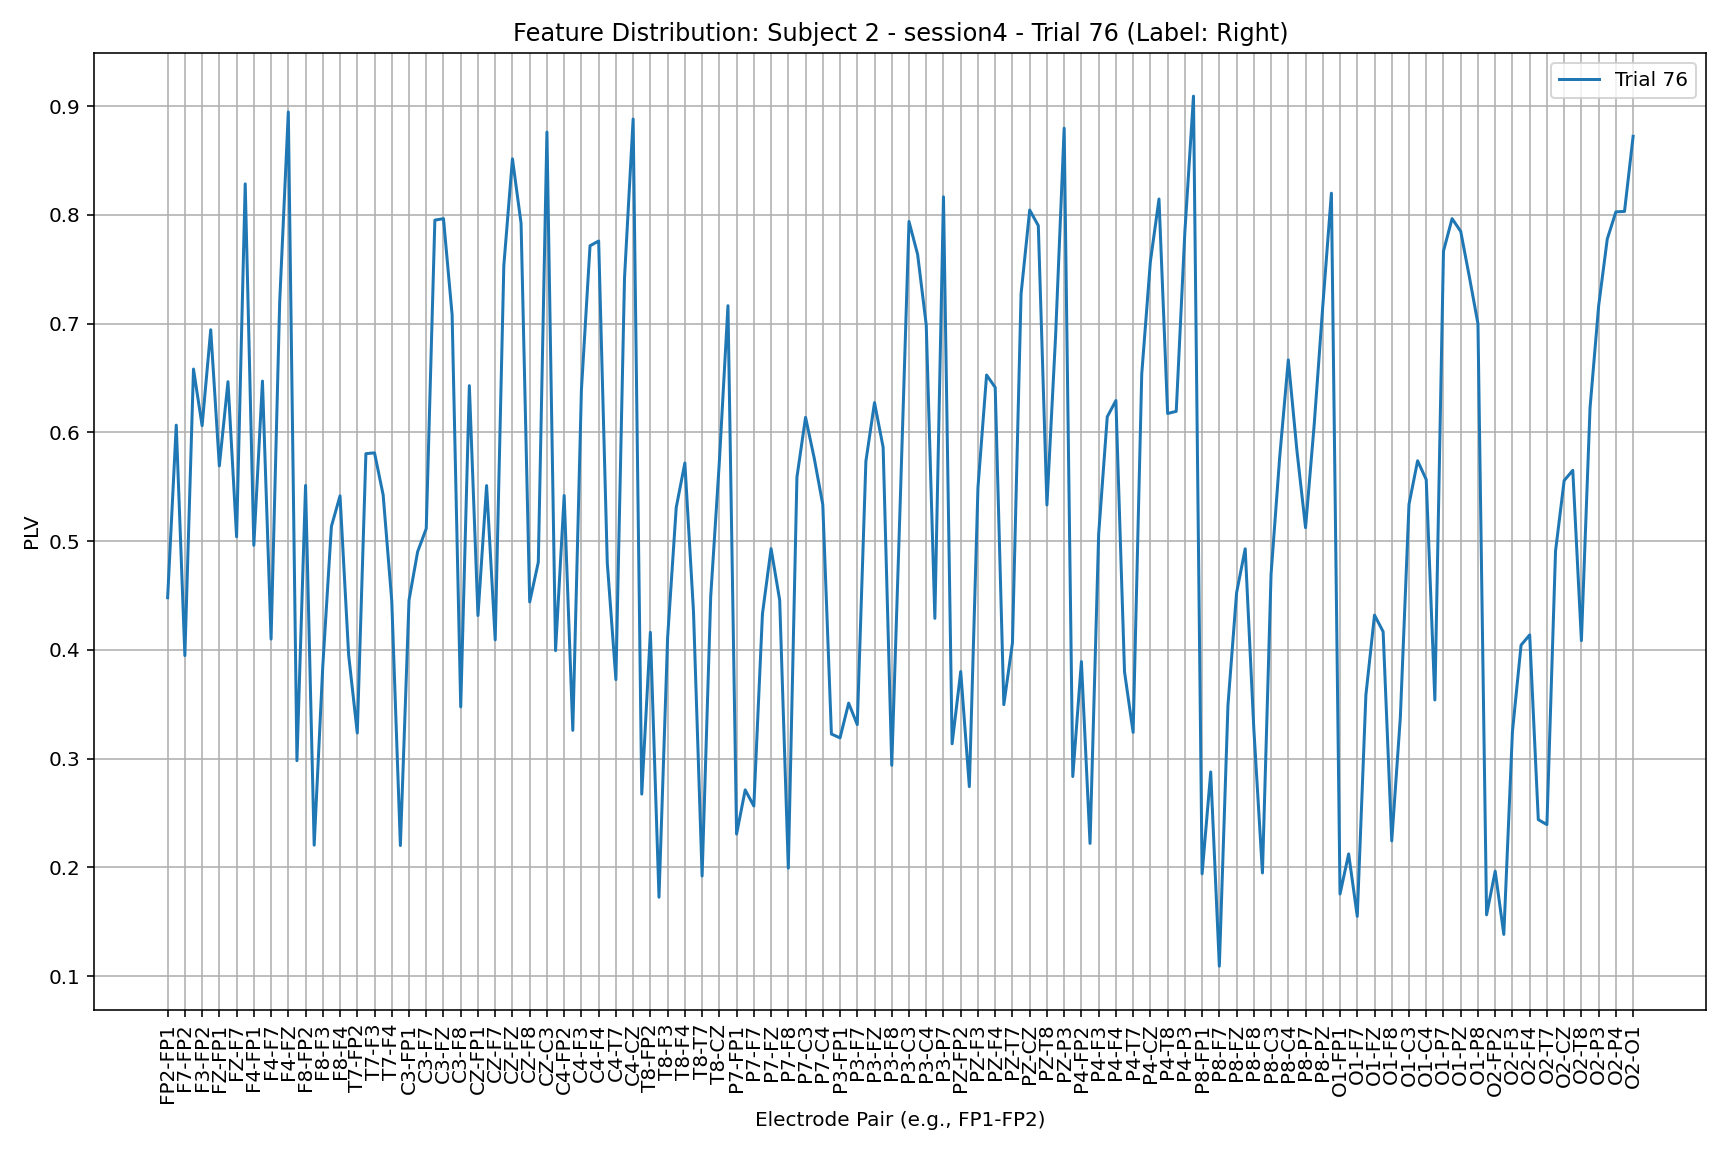 Feature Distribution: Subject 2 - session4 - Trial 76 (Label: Right)
Trial 76
PLV
0.9
0.8
0.7
0.6
0.5
0.4
0.3
0.2
0.1
FP2-FP1
F7-FP2
F3-FP2
FZ-FP1
FZ-F7
F4-FP1
F4-F7
F4-FZ
F8-FP2
F8-F3
F8-F4
T7-FP2
T7-F3
T7-F4
C3-FP1
C3-F7
C3-FZ
C3-F8
CZ-FP1
CZ-F7
CZ-FZ
CZ-F8
CZ-C3
C4-FP2
C4-F3
C4-F4
C4-T7
C4-CZ
T8-FP2
T8-F3
T8-F4
T8-T7
T8-CZ
P7-FP1
P7-F7
P7-FZ
P7-F8
P7-C3
P7-C4
P3-FP1
P3-F7
P3-FZ
P3-F8
P3-C3
P3-C4
P3-P7
PZ-FP2
PZ-F3
PZ-F4
PZ-T7
PZ-CZ
PZ-T8
PZ-P3
P4-FP2
P4-F3
P4-F4
P4-T7
P4-CZ
P4-T8
P4-P3
P8-FP1
P8-F7
P8-FZ
P8-F8
P8-C3
P8-C4
P8-P7
P8-PZ
O1-FP1
O1-F7
O1-FZ
O1-F8
O1-C3
O1-C4
O1-P7
O1-PZ
O1-P8
O2-FP2
O2-F3
O2-F4
O2-T7
O2-CZ
O2-T8
O2-P3
O2-P4
O2-O1
Electrode Pair (e.g., FP1-FP2)